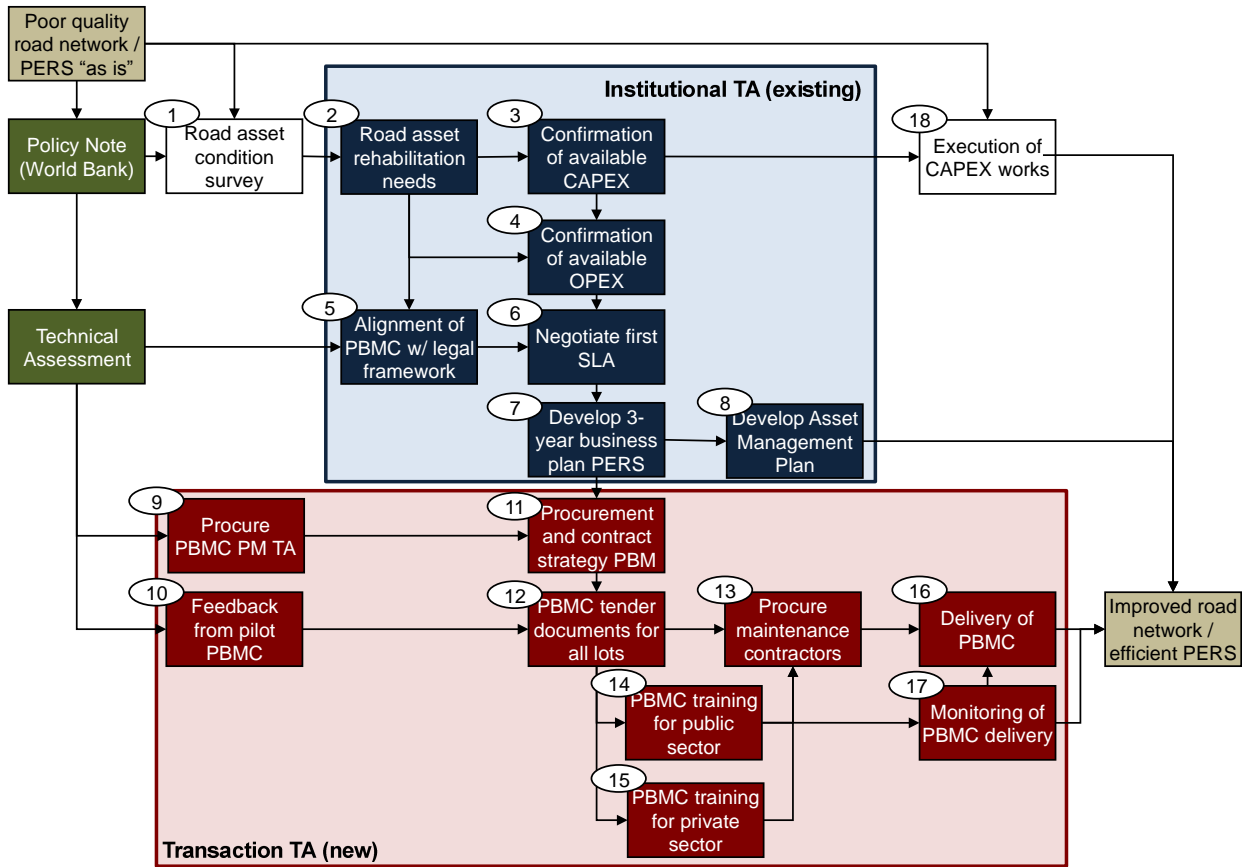 Poor quality
road network /
PERS “as is”
Institutional TA (existing)
1
Road asset
condition
survey
2
Road asset
rehabilitation
needs
3
Confirmation
of available
CAPEX
18
Execution of
CAPEX works
Policy Note
(World Bank)
4
Confirmation
of available
OPEX
Technical
Assessment
5
Alignment of
PBMC w/ legal
framework
6
Negotiate first
SLA
7
Develop 3-
year business
plan PERS
8
Develop Asset
Management
Plan
9
Procure
PBMC PM TA
11
Procurement
and contract
strategy PBM
10
Feedback
from pilot
PBMC
12
PBMC tender
documents for
all lots
13
Procure
maintenance
contractors
16
Delivery of
PBMC
Improved road
network /
efficient PERS
14
PBMC training
for public
sector
17
Monitoring of
PBMC delivery
15
PBMC training
for private
sector
Transaction TA (new)